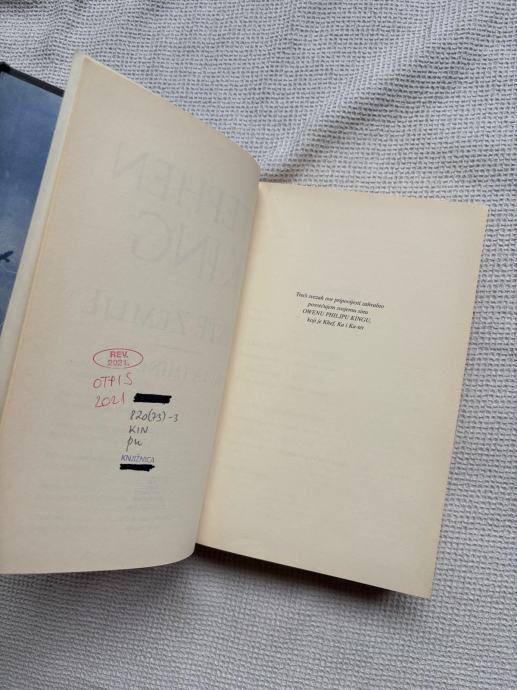 REV.
2021.
OTPIS
2021
820(73)-3
KIN
pu
KNJIŽNICA
Treći svezak ove pripovijesti zahvalno
posvećujem svojemu sinu
OWENU PHILIPU KINGU,
koji je Khef, Ka i Ka-tet